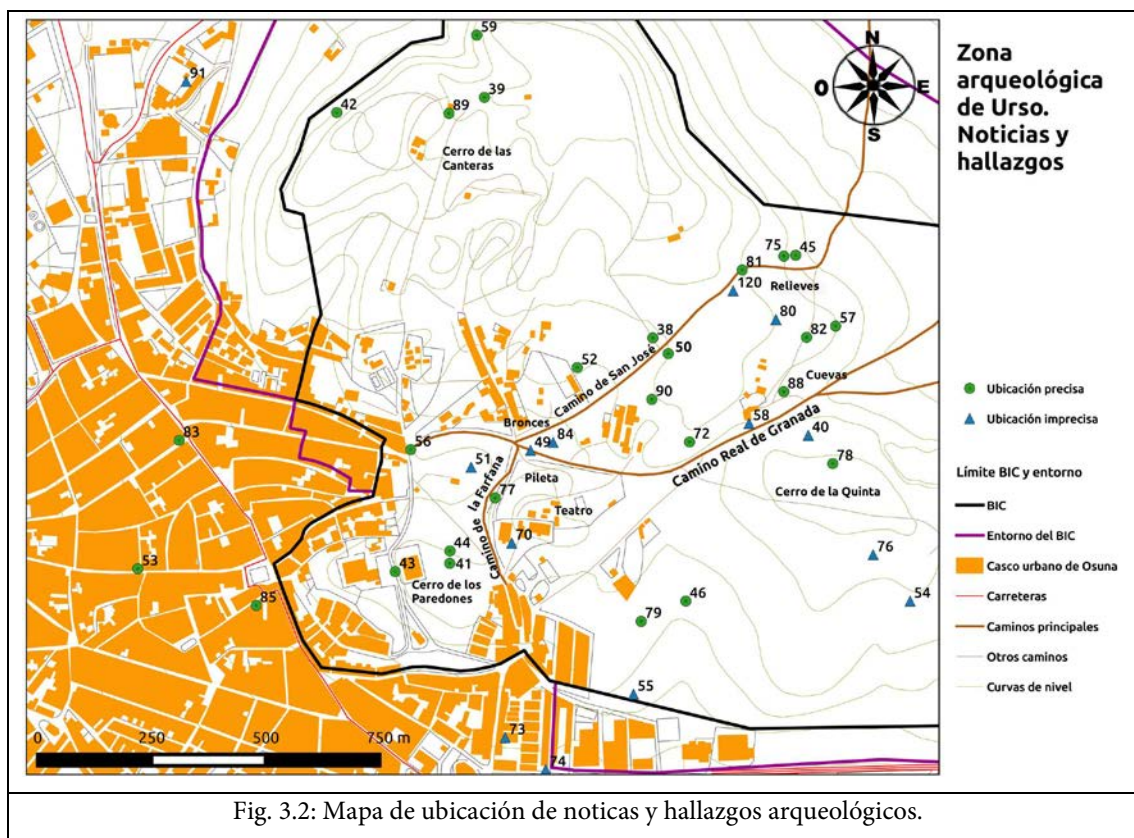 59
91
39
42
89
Cerro de las
Canteras
N
O
E
S
Zona
arqueológica
de Urso.
Noticias y
hallazgos
75
45
81
Relieves
120
80
57
82
38
50
Camino de San José
52
90
Cuevas
88
58
40
Bronces
84
49
72
Camino Real de Granada
83
56
51
78
Cerro de la Quinta
Pileta
77
Camino de la Farfana
Teatro
70
76
44
41
43
Cerro de los
Paredones
53
85
46
54
79
55
73
74
Ubicación precisa
Ubicación imprecisa
Límite BIC y entorno
BIC
Entorno del BIC
Casco urbano de Osuna
Carreteras
Caminos principales
Otros caminos
Curvas de nivel
0 250 500 750 m
Fig. 3.2: Mapa de ubicación de noticas y hallazgos arqueológicos.